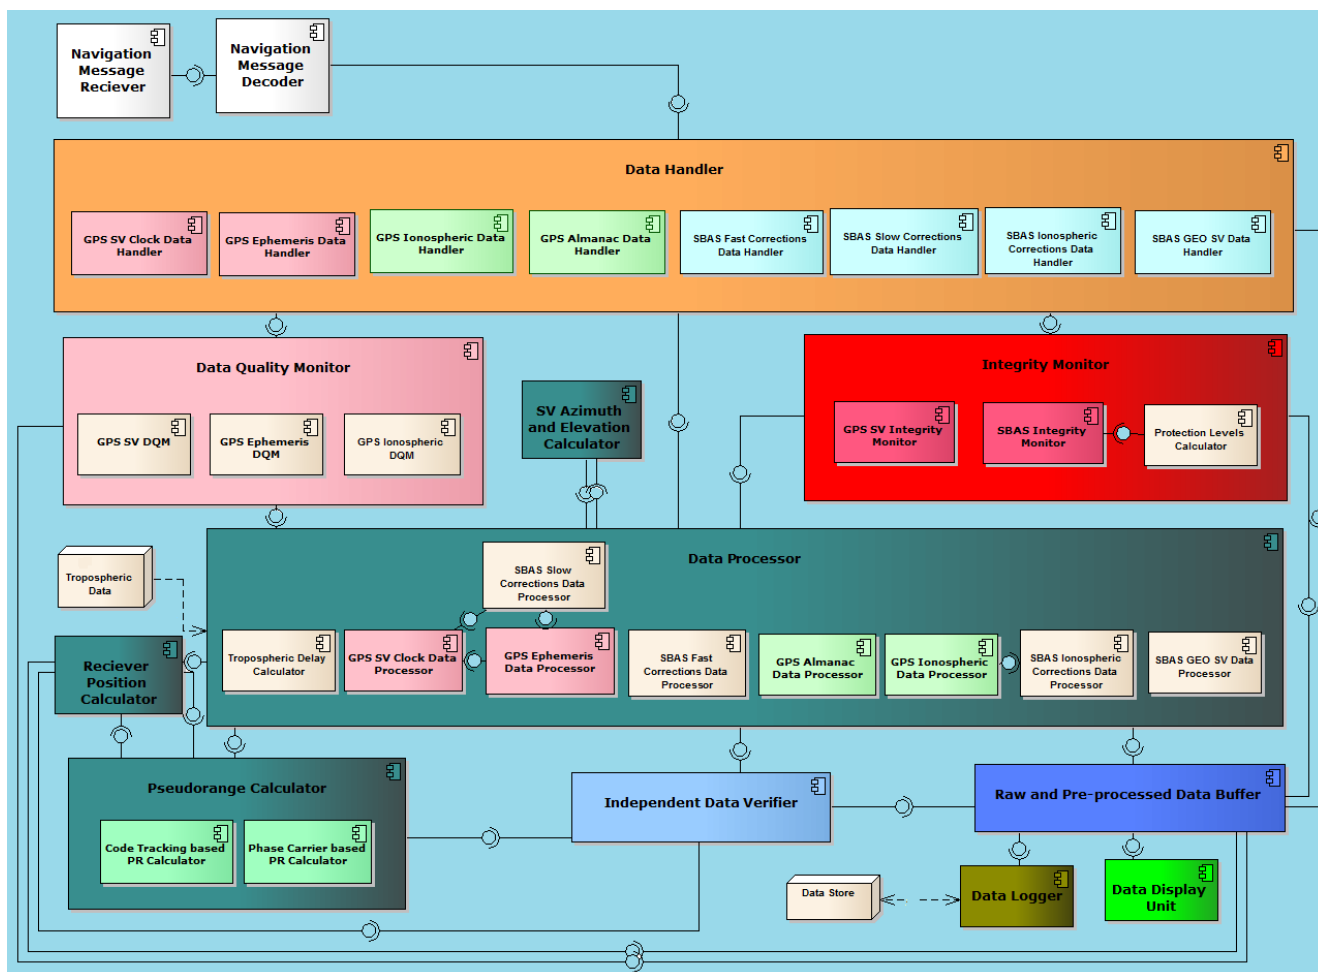 Navigation
Message
Reciever
Navigation
Message
Decoder
Data Handler
GPS SV Clock Data
Handler
GPS Ephemeris Data
Handler
GPS Ionospheric Data
Handler
GPS Almanac Data
Handler
SBAS Fast Corrections
Data Handler
SBAS Slow Corrections
Data Handler
SBAS Ionospheric
Corrections Data
Handler
SBAS GEO SV Data
Handler
Data Quality Monitor
GPS SV DQM
GPS Ephemeris
DQM
GPS Ionospheric
DQM
SV Azimuth
and Elevation
Calculator
Integrity Monitor
GPS SV Integrity
Monitor
SBAS Integrity
Monitor
Protection Levels
Calculator
Tropospheric
Data
Data Processor
SBAS Slow
Corrections Data
Processor
Tropospheric Delay
Calculator
GPS SV Clock Data
Processor
GPS Ephemeris
Data Processor
SBAS Fast
Corrections Data
Processor
GPS Almanac
Data Processor
GPS Ionospheric
Data Processor
SBAS Ionospheric
Corrections Data
Processor
SBAS GEO SV Data
Processor
Reciever
Position
Calculator
Pseudorange Calculator
Code Tracking based
PR Calculator
Phase Carrier based
PR Calculator
Independent Data Verifier
Raw and Pre-processed Data Buffer
Data Store
Data Logger
Data Display
Unit